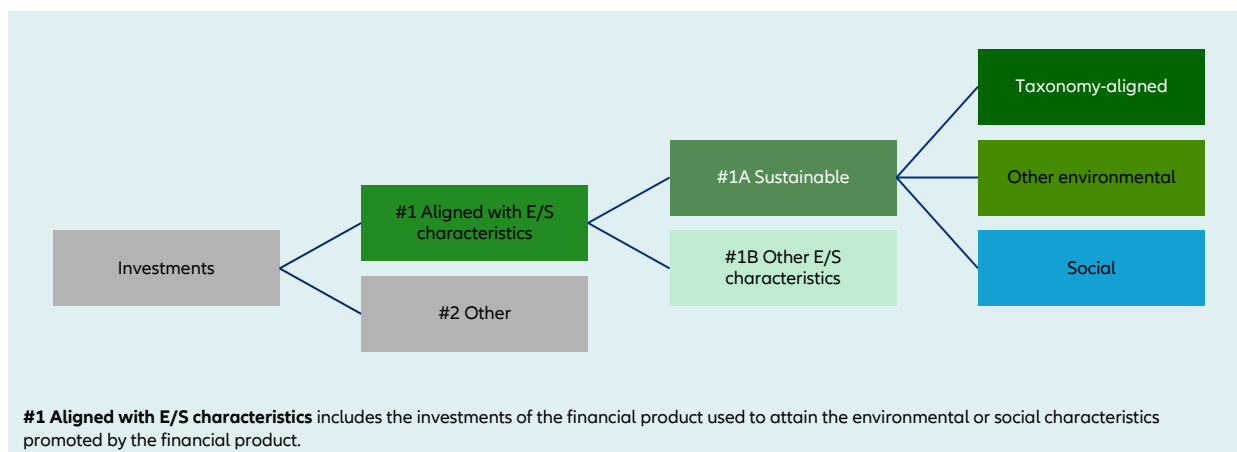 Taxonomy-aligned
#1A Sustainable
Other environmental
#1 Aligned with E/S
characteristics
#1B Other E/S
characteristics
Investments
Social
#2 Other
#1 Aligned with E/S characteristics includes the investments of the financial product used to attain the environmental or social characteristics
promoted by the financial product.